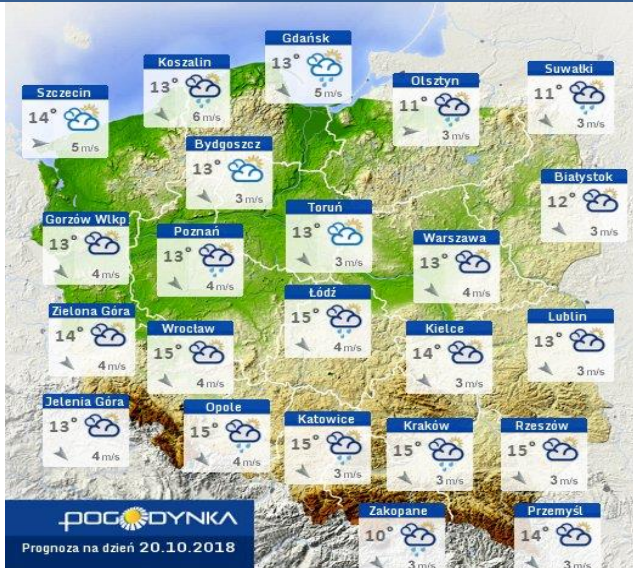 Gdańsk
13°
5 m/s
Koszalin
13°
6 m/s
Suwałki
11°
3 m/s
Olsztyn
11°
3 m/s
Szczecin
14°
5 m/s
Bydgoszcz
13°
3 m/s
Białystok
12°
3 m/s
Toruń
13°
3 m/s
Gorzów Wlkp
13°
4 m/s
Poznań
13°
4 m/s
Warszawa
13°
4 m/s
Łódź
15°
4 m/s
Zielona Góra
14°
4 m/s
Wrocław
15°
4 m/s
Kielce
14°
3 m/s
Lublin
13°
3 m/s
Jelenia Góra
13°
4 m/s
Opole
15°
4 m/s
Katowice
15°
3 m/s
Kraków
15°
3 m/s
Rzeszów
15°
3 m/s
Zakopane
10°
3 m/s
Przemyśl
14°
3 m/s
POGODYNKA
Prognoza na dzień 20.10.2018